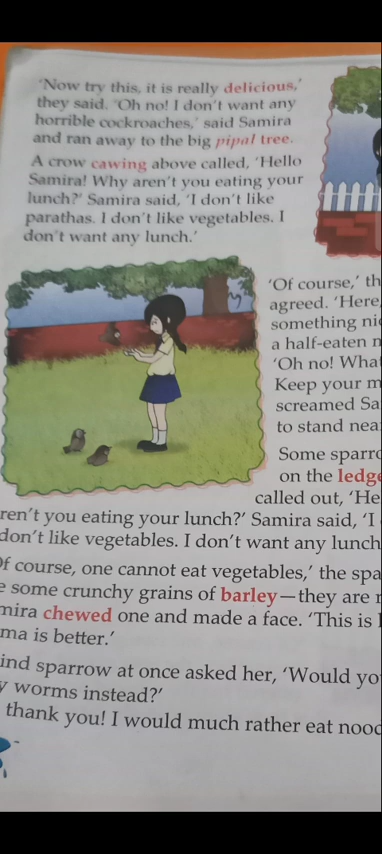 'Now try this, it is really delicious,'
they said. 'Oh no! I don't want any
horrible cockroaches,' said Samira
and ran away to the big pipal tree.
A crow cawing above called, 'Hello
Samira! Why aren't you eating your
lunch?' Samira said, 'I don't like
parathas. I don't like vegetables. I
don't want any lunch.'
'Of course,' th
agreed. 'Here,
something ni
a half-eaten
'Oh no! Wha
Keep your m
screamed Sa
to stand nea
Some sparr
on the ledge
called out, 'He
ren't you eating your lunch?' Samira said, 'I
don't like vegetables. I don't want any lunch
Of course, one cannot eat vegetables,' the spa
e some crunchy grains of barley—they are
mira chewed one and made a face. 'This is
ma is better.'
ind sparrow at once asked her, 'Would yo
y worms instead?'
thank you! I would much rather eat nood